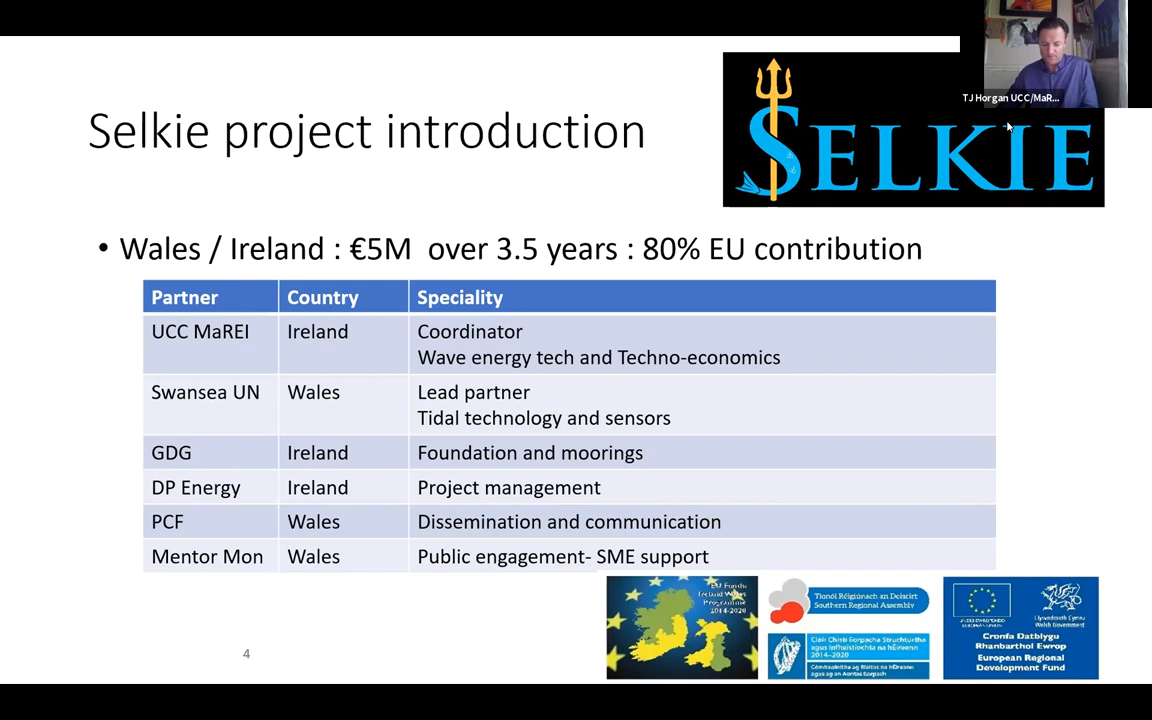 TJ Horgan UCC/MaR...
SELKIE
Selkie project introduction
• Wales / Ireland : €5M over 3.5 years : 80% EU contribution
Partner Country Speciality
UCC MaREI Ireland Coordinator
Wave energy tech and Techno-economics
Swansea UN Wales Lead partner
Tidal technology and sensors
GDG Ireland Foundation and moorings
DP Energy Ireland Project management
PCF Wales Dissemination and communication
Mentor Mon Wales Public engagement- SME support
EU Funds:
Ireland Wales
Programme
2014-2020
Tionól Réigiúnach an Deiscirt
Southern Regional Assembly
Cláir Chistí Eorpacha Struchtúrtha
agus Infheistíochta na hÉireann
2014-2020
Cómhaoinithe ag Rialtas na hÉireann
agus ag an Aontas Eorpach
Llywodraeth Cymru
Welsh Government
Cronfa Datblygu
Rhanbarthol Ewrop
European Regional
Development Fund
4